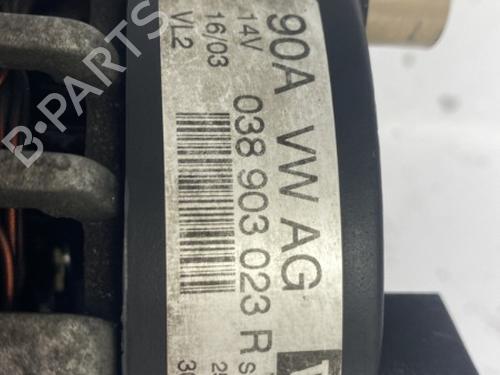 90A VW AG
14V 038 903 023 R
16/03
VL2
B-PARTS